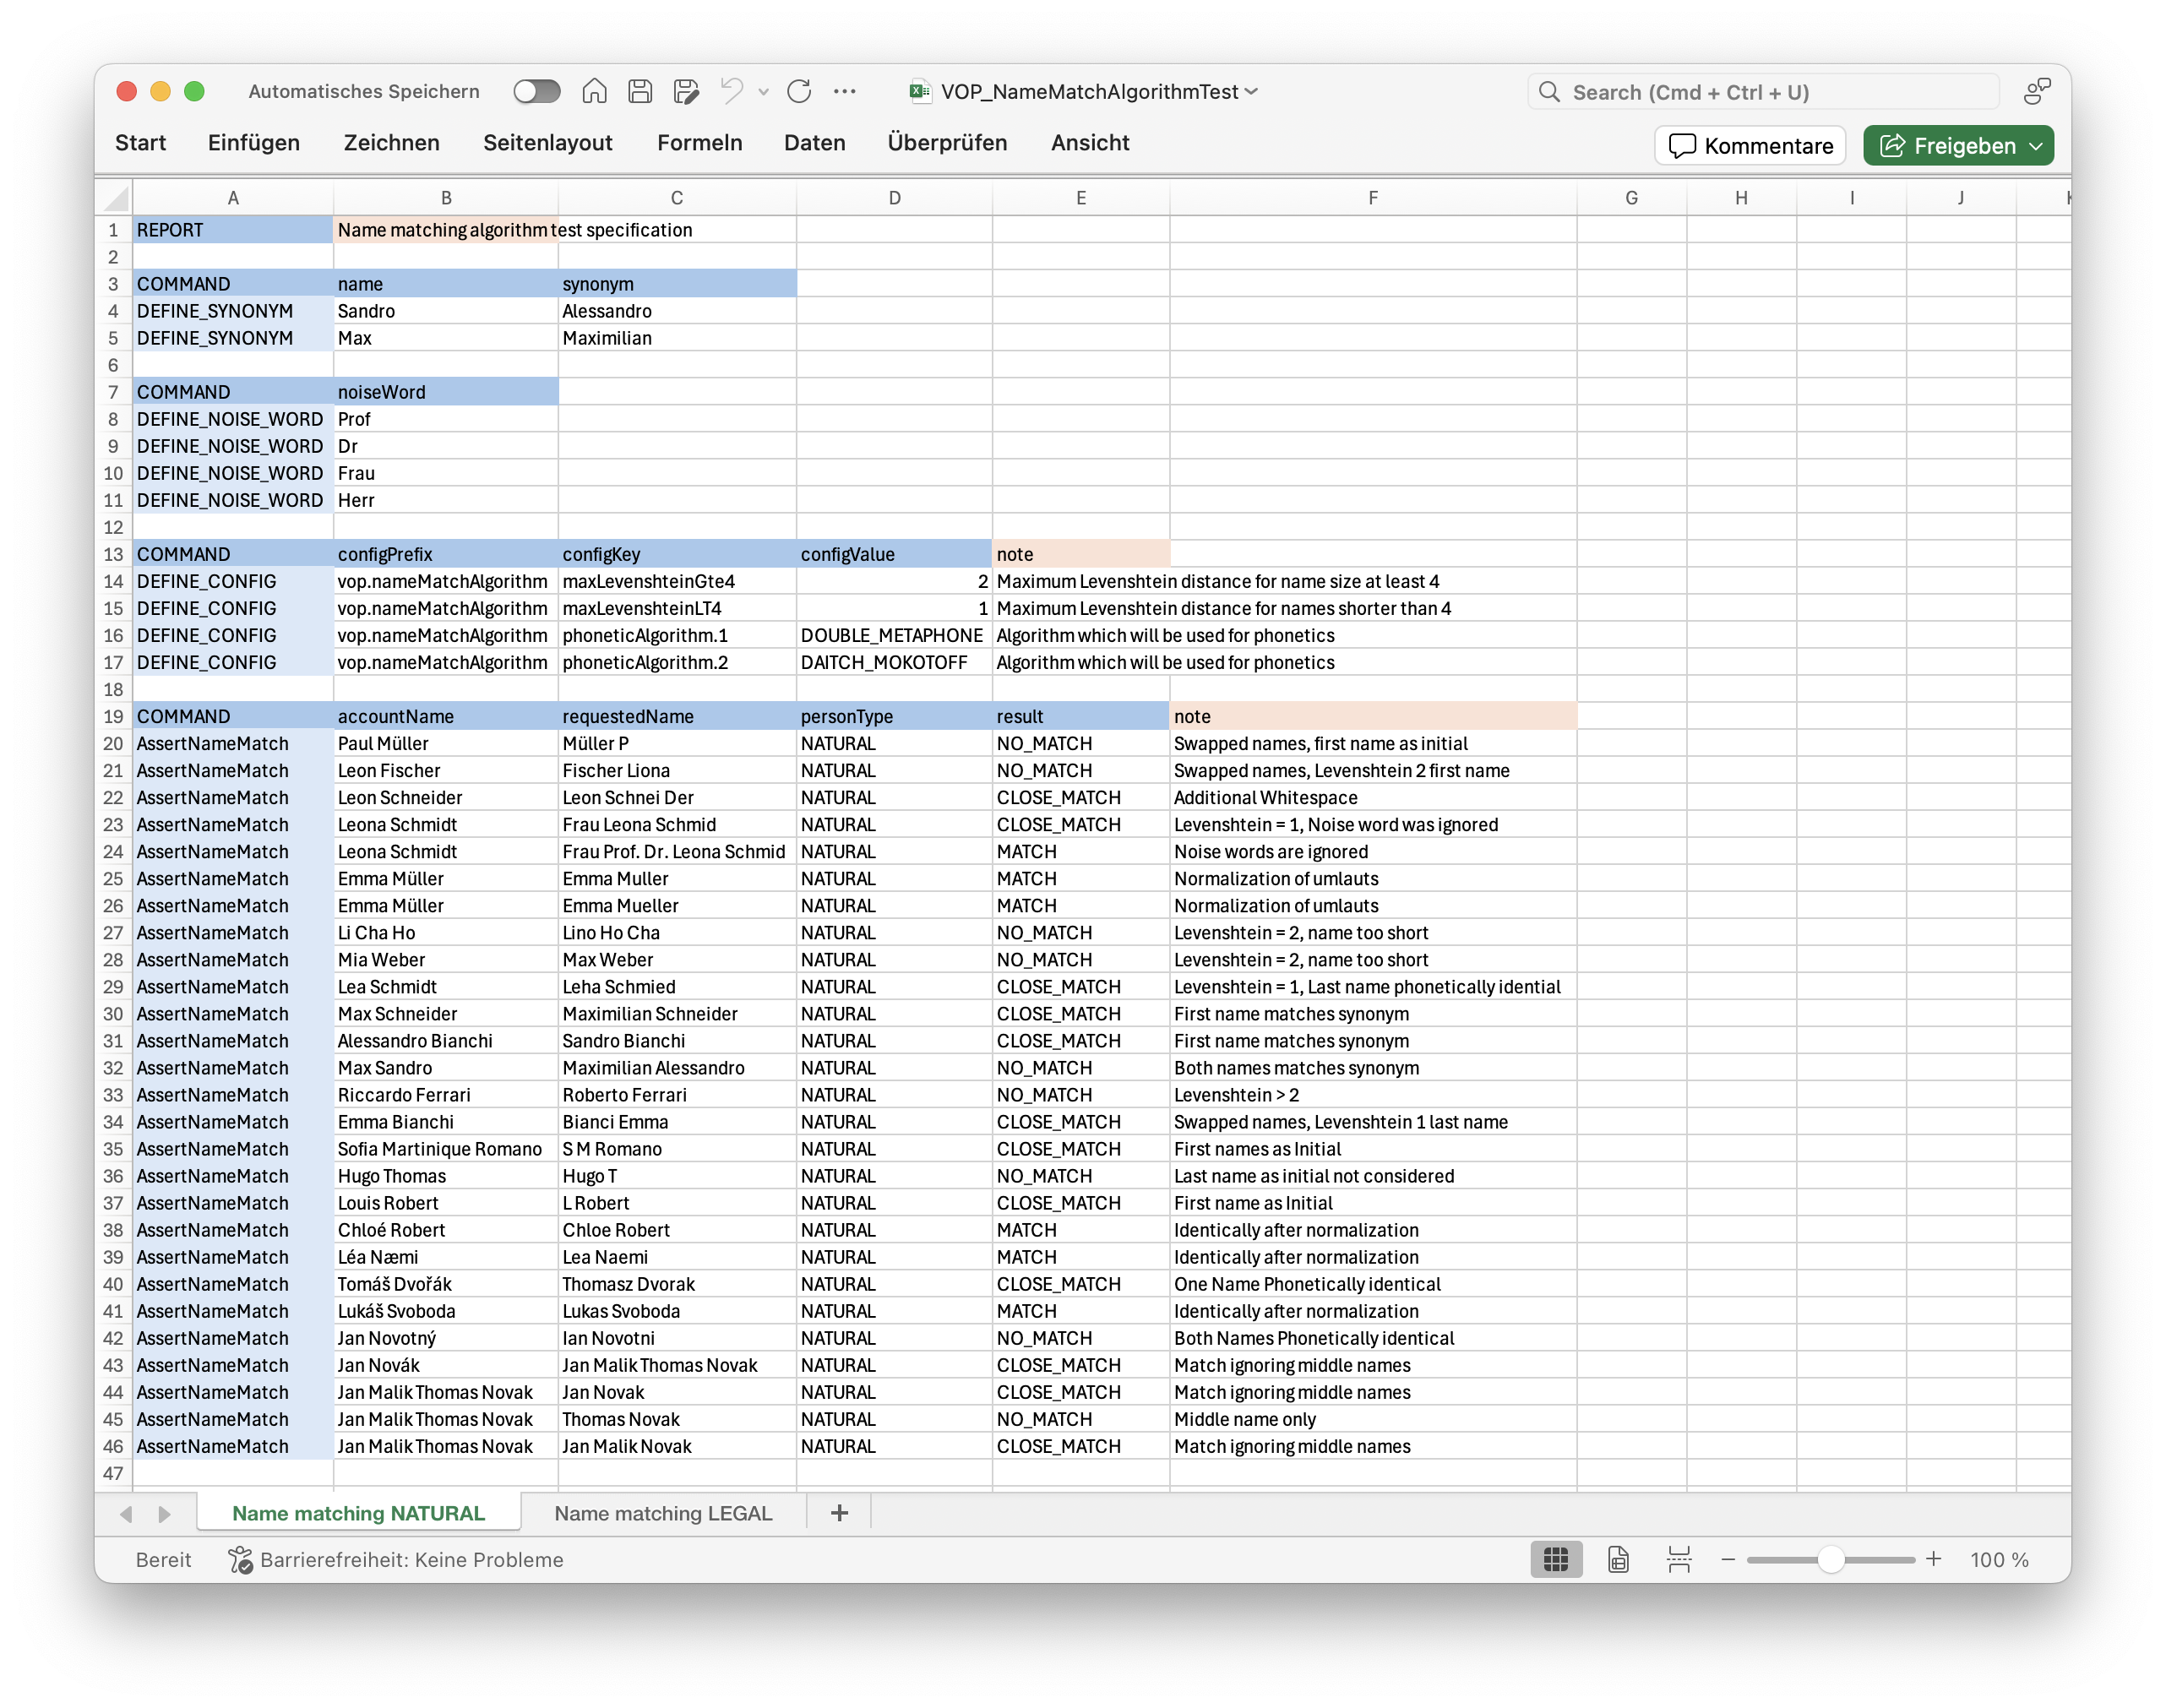 Automatisches Speichern VOP_NameMatchAlgorithmTest Search (Cmd + Ctrl + U)
Start Einfügen Zeichnen Seitenlayout Formeln Daten Überprüfen Ansicht Kommentare Freigeben
A B C D E F G H I J
1 REPORT Name matching algorithm test specification
2
3 COMMAND name synonym
4 DEFINE_SYNONYM Sandro Alessandro
5 DEFINE_SYNONYM Max Maximilian
6
7 COMMAND noiseWord
8 DEFINE_NOISE_WORD Prof
9 DEFINE_NOISE_WORD Dr
10 DEFINE_NOISE_WORD Frau
11 DEFINE_NOISE_WORD Herr
12
13 COMMAND configPrefix configKey configValue note
14 DEFINE_CONFIG vop.nameMatchAlgorithm maxLevenshteinGte4 2 Maximum Levenshtein distance for name size at least 4
15 DEFINE_CONFIG vop.nameMatchAlgorithm maxLevenshteinLT4 1 Maximum Levenshtein distance for names shorter than 4
16 DEFINE_CONFIG vop.nameMatchAlgorithm phoneticAlgorithm.1 DOUBLE_METAPHONE Algorithm which will be used for phonetics
17 DEFINE_CONFIG vop.nameMatchAlgorithm phoneticAlgorithm.2 DAITCH_MOKOTOFF Algorithm which will be used for phonetics
18
19 COMMAND accountName requestedName personType result note
20 AssertNameMatch Paul Müller Müller P NATURAL NO_MATCH Swapped names, first name as initial
21 AssertNameMatch Leon Fischer Fischer Liona NATURAL NO_MATCH Swapped names, Levenshtein 2 first name
22 AssertNameMatch Leon Schneider Leon Schnei Der NATURAL CLOSE_MATCH Additional Whitespace
23 AssertNameMatch Leona Schmidt Frau Leona Schmid NATURAL CLOSE_MATCH Levenshtein = 1, Noise word was ignored
24 AssertNameMatch Leona Schmidt Frau Prof. Dr. Leona Schmid NATURAL MATCH Noise words are ignored
25 AssertNameMatch Emma Müller Emma Muller NATURAL MATCH Normalization of umlauts
26 AssertNameMatch Emma Müller Emma Mueller NATURAL MATCH Normalization of umlauts
27 AssertNameMatch Li Cha Ho Lino Ho Cha NATURAL NO_MATCH Levenshtein = 2, name too short
28 AssertNameMatch Mia Weber Max Weber NATURAL NO_MATCH Levenshtein = 2, name too short
29 AssertNameMatch Lea Schmidt Leha Schmied NATURAL CLOSE_MATCH Levenshtein = 1, Last name phonetically idential
30 AssertNameMatch Max Schneider Maximilian Schneider NATURAL CLOSE_MATCH First name matches synonym
31 AssertNameMatch Alessandro Bianchi Sandro Bianchi NATURAL CLOSE_MATCH First name matches synonym
32 AssertNameMatch Max Sandro Maximilian Alessandro NATURAL NO_MATCH Both names matches synonym
33 AssertNameMatch Riccardo Ferrari Roberto Ferrari NATURAL NO_MATCH Levenshtein > 2
34 AssertNameMatch Emma Bianchi Bianci Emma NATURAL CLOSE_MATCH Swapped names, Levenshtein 1 last name
35 AssertNameMatch Sofia Martinique Romano S M Romano NATURAL CLOSE_MATCH First names as Initial
36 AssertNameMatch Hugo Thomas Hugo T NATURAL NO_MATCH Last name as initial not considered
37 AssertNameMatch Louis Robert L Robert NATURAL CLOSE_MATCH First name as Initial
38 AssertNameMatch Chloé Robert Chloe Robert NATURAL MATCH Identically after normalization
39 AssertNameMatch Léa Næmi Lea Naemi NATURAL MATCH Identically after normalization
40 AssertNameMatch Tomáš Dvořák Thomasz Dvorak NATURAL CLOSE_MATCH One Name Phonetically identical
41 AssertNameMatch Lukáš Svoboda Lukas Svoboda NATURAL MATCH Identically after normalization
42 AssertNameMatch Jan Novotný Ian Novotni NATURAL NO_MATCH Both Names Phonetically identical
43 AssertNameMatch Jan Novák Jan Malik Thomas Novak NATURAL CLOSE_MATCH Match ignoring middle names
44 AssertNameMatch Jan Malik Thomas Novak Jan Novak NATURAL CLOSE_MATCH Match ignoring middle names
45 AssertNameMatch Jan Malik Thomas Novak Thomas Novak NATURAL NO_MATCH Middle name only
46 AssertNameMatch Jan Malik Thomas Novak Jan Malik Novak NATURAL CLOSE_MATCH Match ignoring middle names
47
Name matching NATURAL Name matching LEGAL +
Bereit Barrierefreiheit: Keine Probleme 100 %